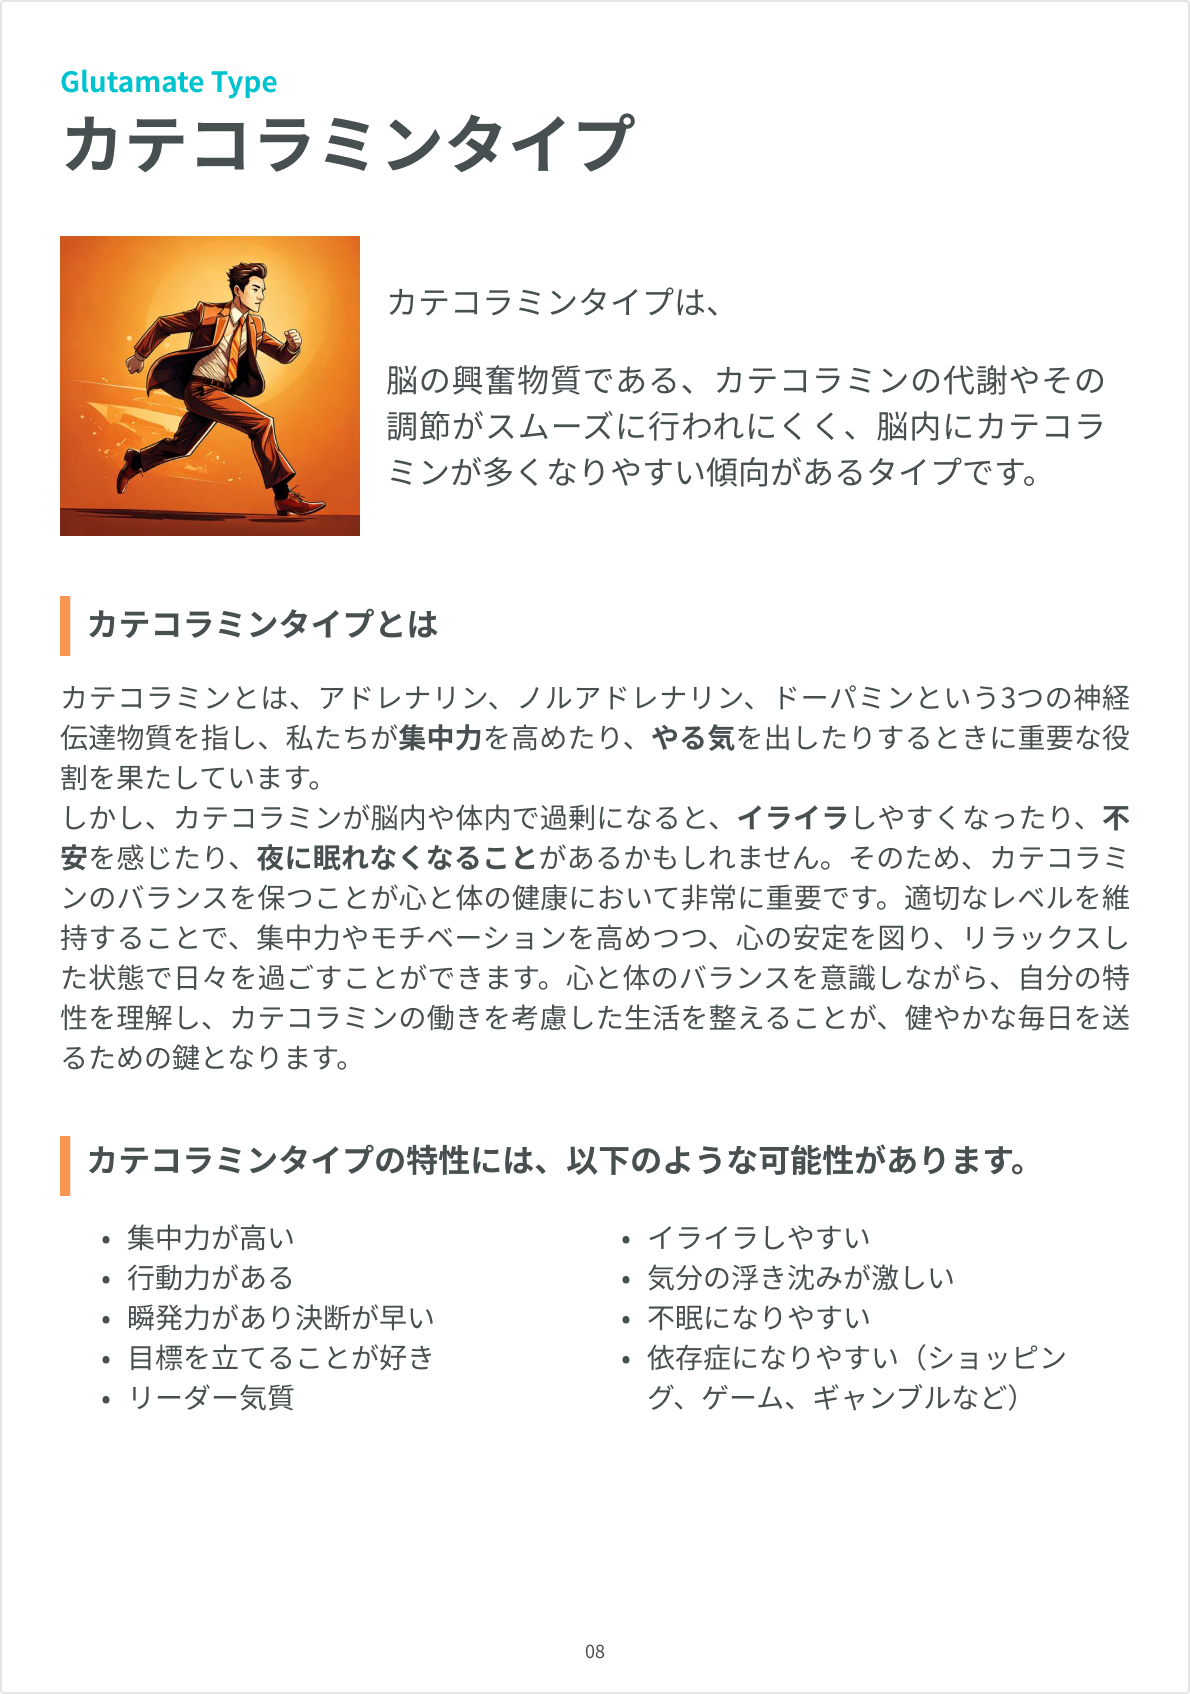 Glutamate Type
カテコラミンタイプ
カテコラミンタイプは、
脳の興奮物質である、カテコラミンの代謝やその
調節がスムーズに行われにくく、脳内にカテコラ
ミンが多くなりやすい傾向があるタイプです。
カテコラミンタイプとは
カテコラミンとは、アドレナリン、ノルアドレナリン、ドーパミンという3つの神経
伝達物質を指し、私たちが集中力を高めたり、やる気を出したりするときに重要な役
割を果たしています。
しかし、カテコラミンが脳内や体内で過剰になると、イライラしやすくなったり、不
安を感じたり、夜に眠れなくなることがあるかもしれません。そのため、カテコラミ
ンのバランスを保つことが心と体の健康において非常に重要です。適切なレベルを維
持することで、集中力やモチベーションを高めつつ、心の安定を図り、リラックスし
た状態で日々を過ごすことができます。心と体のバランスを意識しながら、自分の特
性を理解し、カテコラミンの働きを考慮した生活を整えることが、健やかな毎日を送
るための鍵となります。
カテコラミンタイプの特性には、以下のような可能性があります。
• 集中力が高い
• 行動力がある
• 瞬発力があり決断が早い
• 目標を立てることが好き
• リーダー気質
• イライラしやすい
• 気分の浮き沈みが激しい
• 不眠になりやすい
• 依存症になりやすい（ショッピン
グ、ゲーム、ギャンブルなど）
08